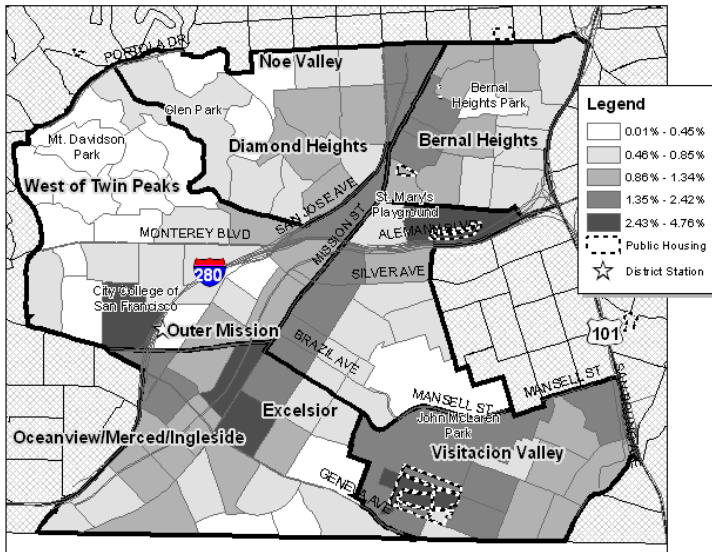 PORTOLA DR
Noe Valley
Glen Park
Bernal
Heights Park
Mt. Davidson
Park
Diamond Heights
Bernal Heights
West of Twin Peaks
SAN JOSE AVE
St. Mary's
Playground
MONTEREY BLVD
MISSION ST
ALEMANY BLVD
280
SILVER AVE
City College of
San Francisco
101
Outer Mission
BRAZIL AVE
MANSELL ST
MANSELL ST
John McLaren
Park
Excelsior
Oceanview/Merced/Ingleside
Visitacion Valley
GENEVA AVE
Legend
0.01% - 0.45%
0.46% - 0.85%
0.86% - 1.34%
1.35% - 2.42%
2.43% - 4.76%
Public Housing
District Station